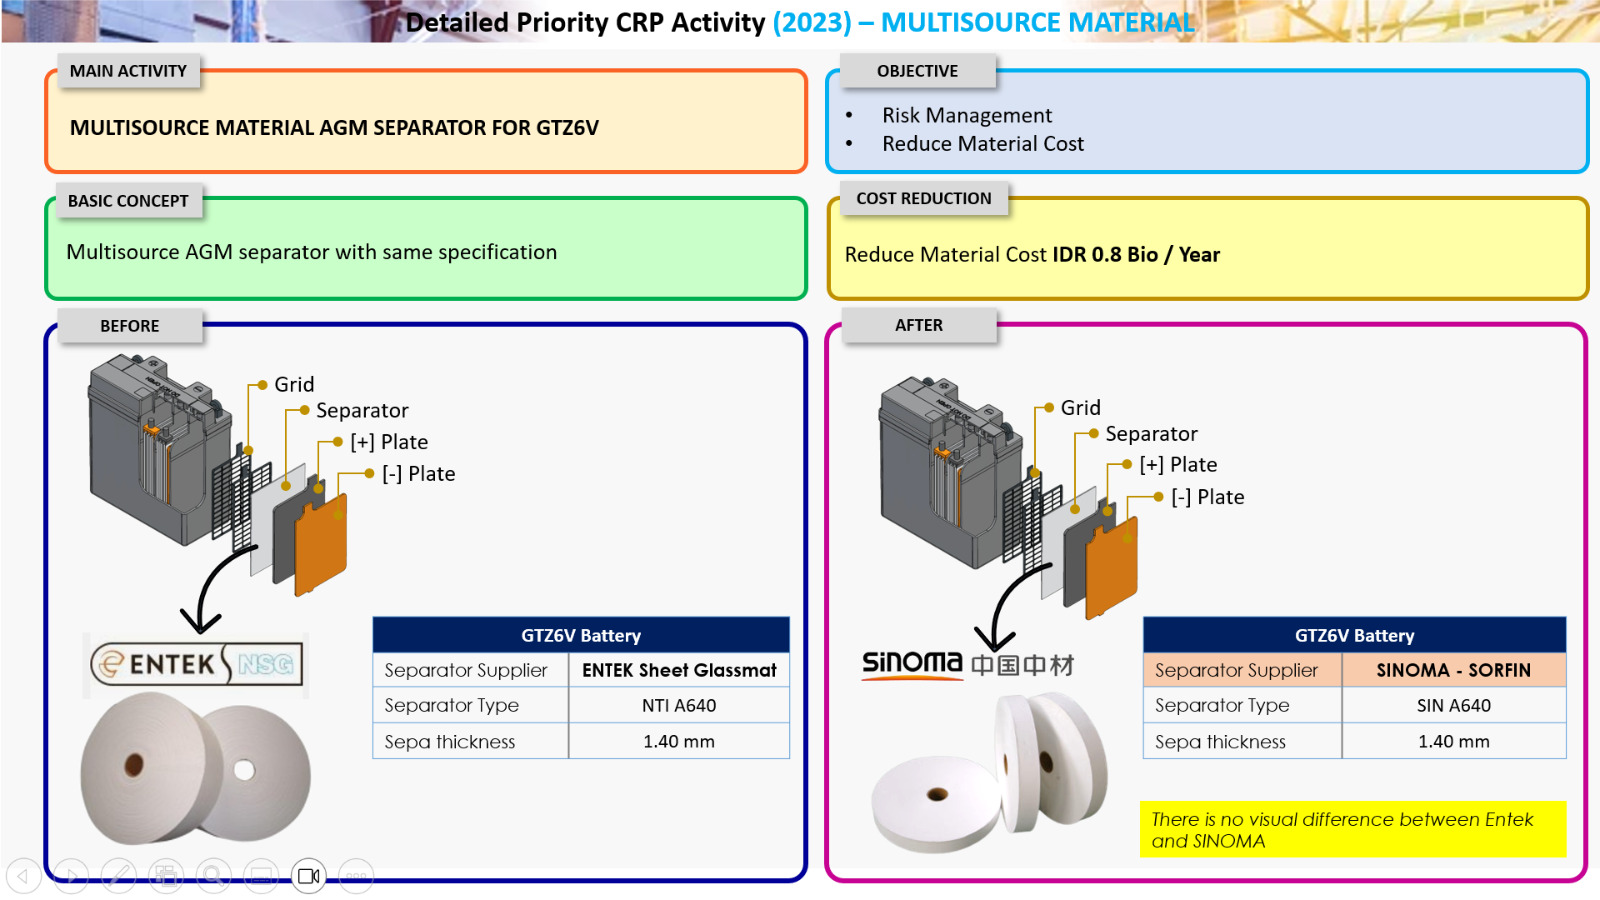 Detailed Priority CRP Activity (2023) – MULTISOURCE MATERIAL
MAIN ACTIVITY
MULTISOURCE MATERIAL AGM SEPARATOR FOR GTZ6V
OBJECTIVE
• Risk Management
• Reduce Material Cost
BASIC CONCEPT
Multisource AGM separator with same specification
COST REDUCTION
Reduce Material Cost IDR 0.8 Bio / Year
BEFORE
Grid
Separator
[+] Plate
[-] Plate
ENTEK NSG
GTZ6V Battery
Separator Supplier ENTEK Sheet Glassmat
Separator Type NTI A640
Sepa thickness 1.40 mm
AFTER
Grid
Separator
[+] Plate
[-] Plate
sinoma 中国中材
GTZ6V Battery
Separator Supplier SINOMA - SORFIN
Separator Type SIN A640
Sepa thickness 1.40 mm
There is no visual difference between Entek
and SINOMA